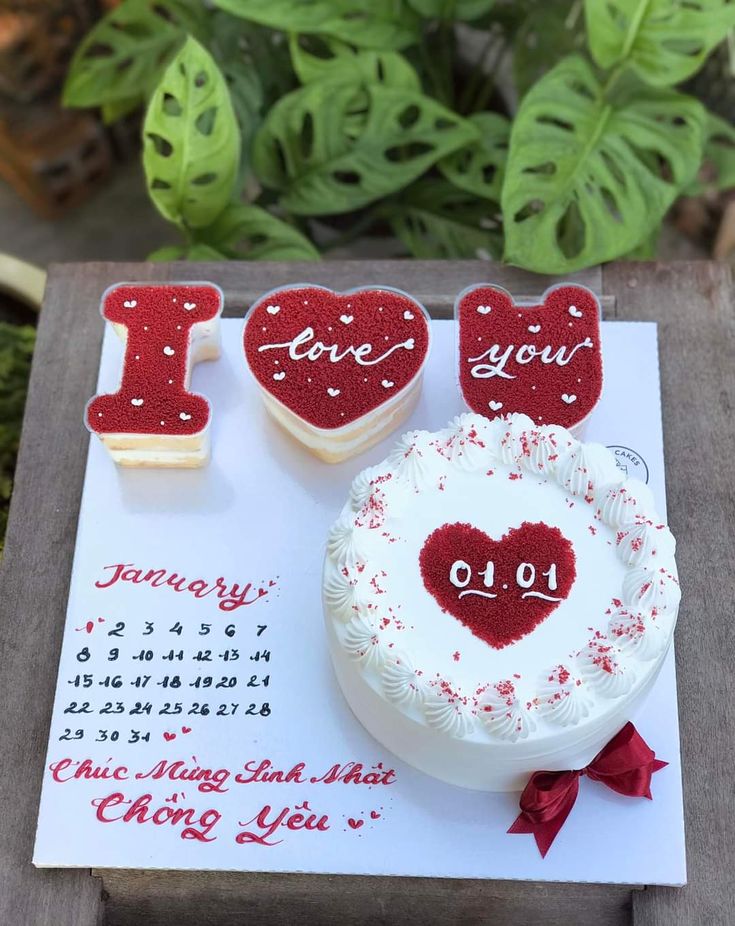 love
you
CAKES
01.01
January
1 2 3 4 5 6 7
8 9 10 11 12 13 14
15 16 17 18 19 20 21
22 23 24 25 26 27 28
29 30 31
Chúc Mừng Sinh Nhật
Chồng Yêu